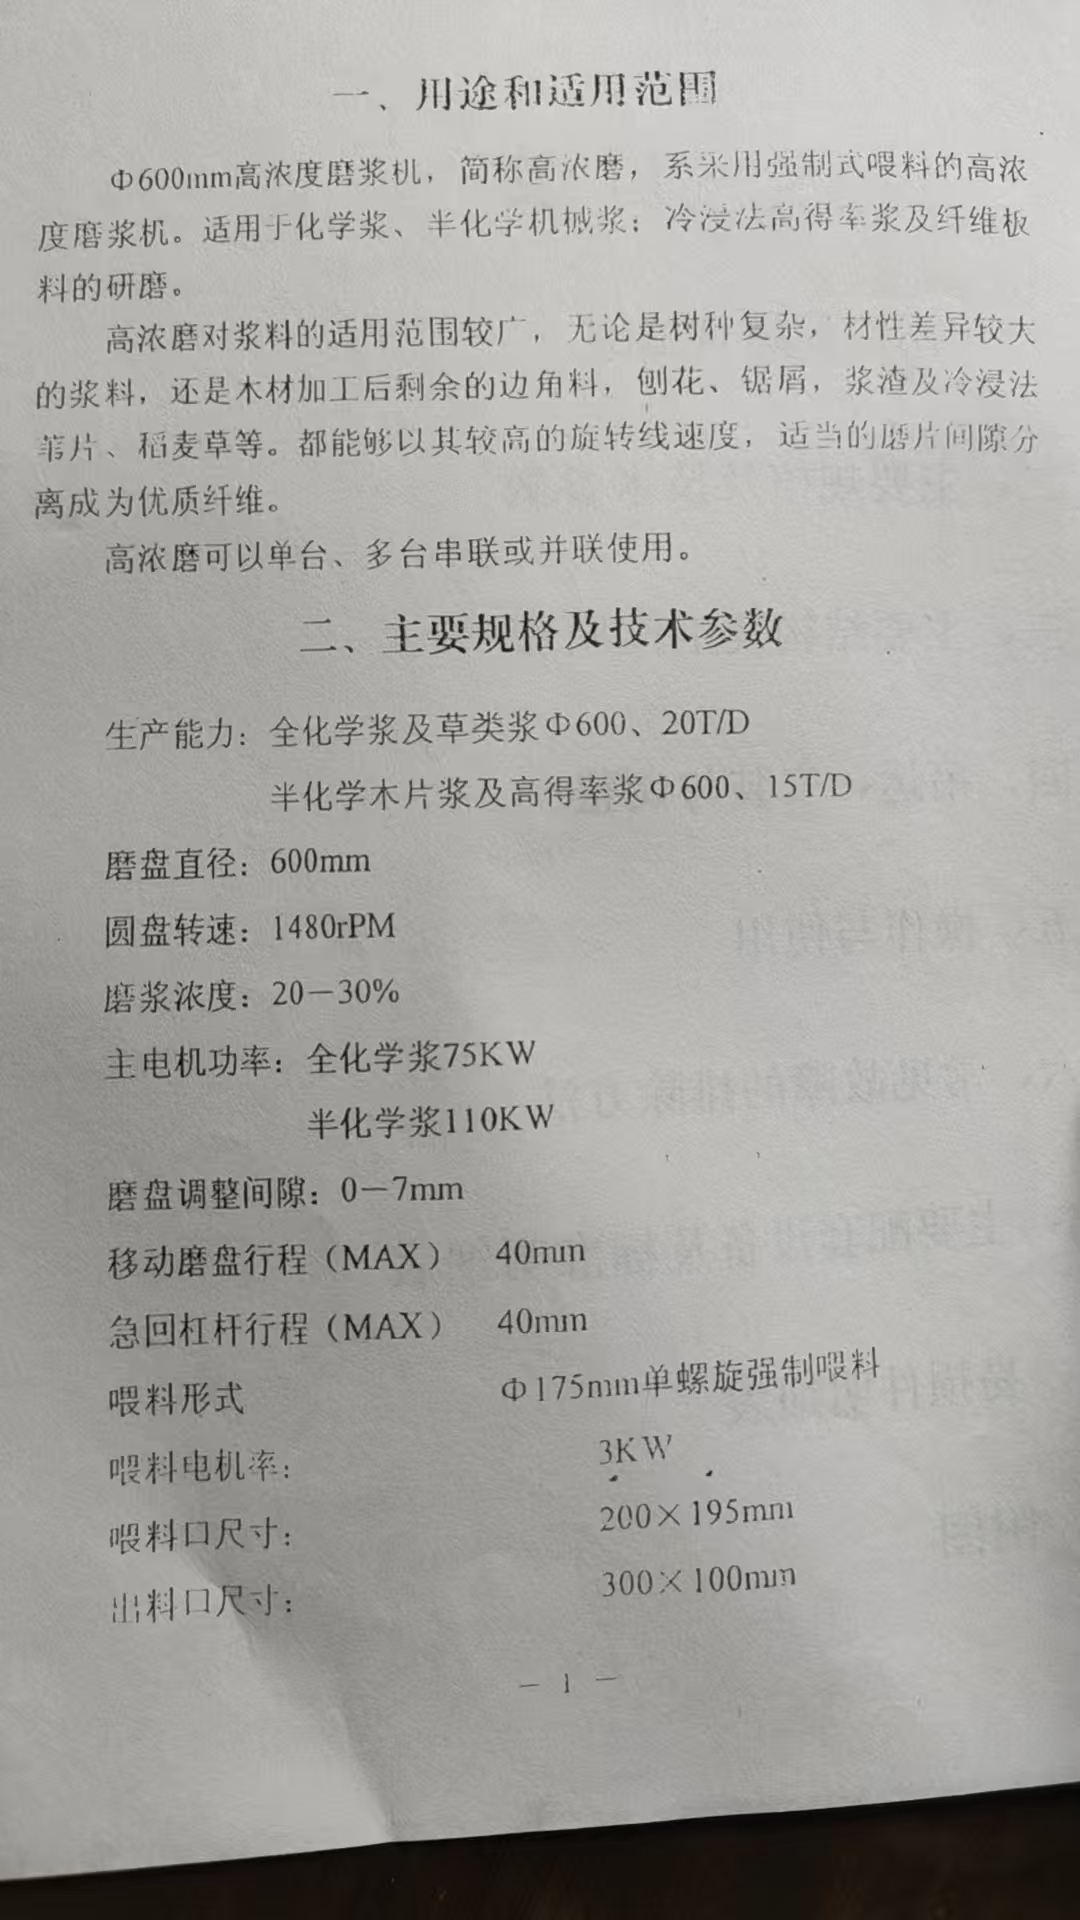 一、用途和适用范围
Φ600mm高浓度磨浆机，简称高浓磨，系采用强制式喂料的高浓
度磨浆机。适用于化学浆、半化学机械浆；冷浸法高得率浆及纤维板
料的研磨。
高浓磨对浆料的适用范围较广，无论是树种复杂，材性差异较大
的浆料，还是木材加工后剩余的边角料，刨花、锯屑，浆渣及冷浸法
苇片、稻麦草等。都能够以其较高的旋转线速度，适当的磨片间隙分
离成为优质纤维。
高浓磨可以单台、多台串联或并联使用。
二、主要规格及技术参数
生产能力：全化学浆及草类浆Φ600、20T/D
半化学木片浆及高得率浆Φ600、15T/D
磨盘直径：600mm
圆盘转速：1480rPM
磨浆浓度：20－30%
主电机功率：全化学浆75KW
半化学浆110KW
磨盘调整间隙：0－7mm
移动磨盘行程（MAX） 40mm
急回杠杆行程（MAX） 40mm
喂料形式 Φ175mm单螺旋强制喂料
喂料电机率： 3KW
喂料口尺寸： 200×195mm
出料口尺寸： 300×100mm
－ 1 －